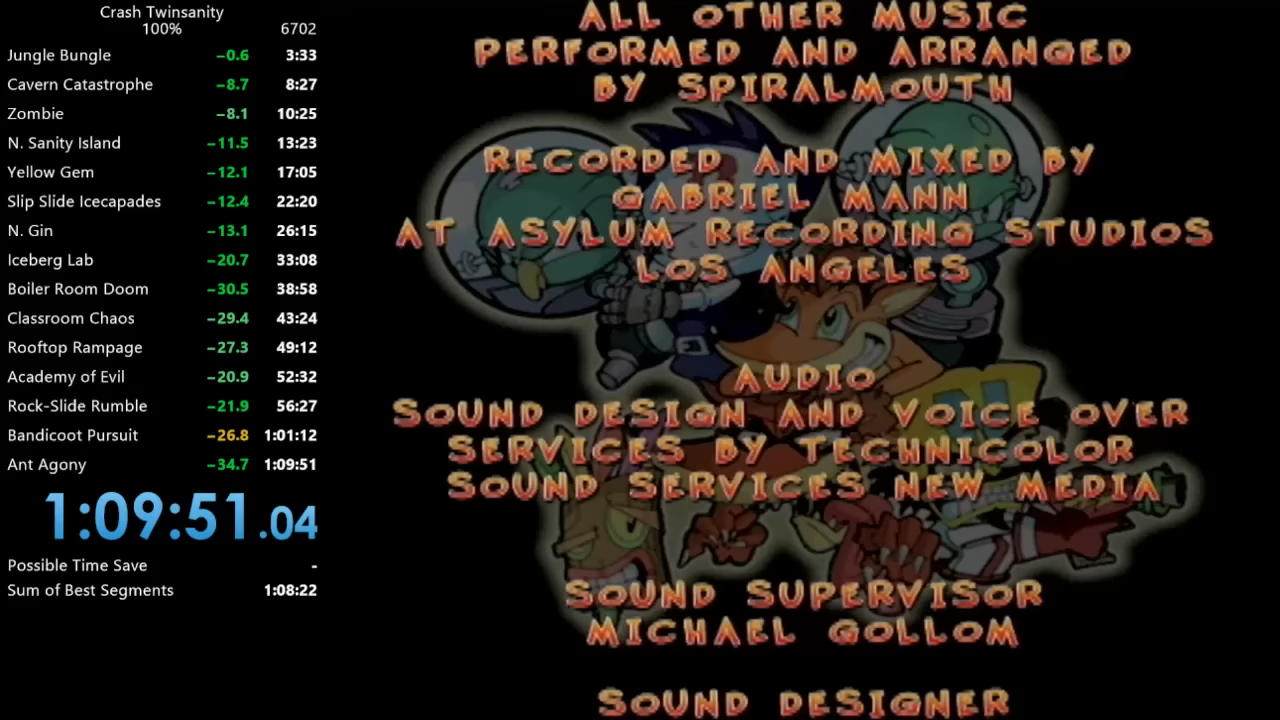 Crash Twinsanity
100% 6702
Jungle Bungle −0.6 3:33
Cavern Catastrophe −8.7 8:27
Zombie −8.1 10:25
N. Sanity Island −11.5 13:23
Yellow Gem −12.1 17:05
Slip Slide Icecapades −12.4 22:20
N. Gin −13.1 26:15
Iceberg Lab −20.7 33:08
Boiler Room Doom −30.5 38:58
Classroom Chaos −29.4 43:24
Rooftop Rampage −27.3 49:12
Academy of Evil −20.9 52:32
Rock-Slide Rumble −21.9 56:27
Bandicoot Pursuit −26.8 1:01:12
Ant Agony −34.7 1:09:51
1:09:51.04
Possible Time Save -
Sum of Best Segments 1:08:22
ALL OTHER MUSIC
PERFORMED AND ARRANGED
BY SPIRALMOUTH
RECORDED AND MIXED BY
GABRIEL MANN
AT ASYLUM RECORDING STUDIOS
LOS ANGELES
AUDIO
SOUND DESIGN AND VOICE OVER
SERVICES BY TECHNICOLOR
SOUND SERVICES NEW MEDIA
SOUND SUPERVISOR
MICHAEL GOLLOM
SOUND DESIGNER